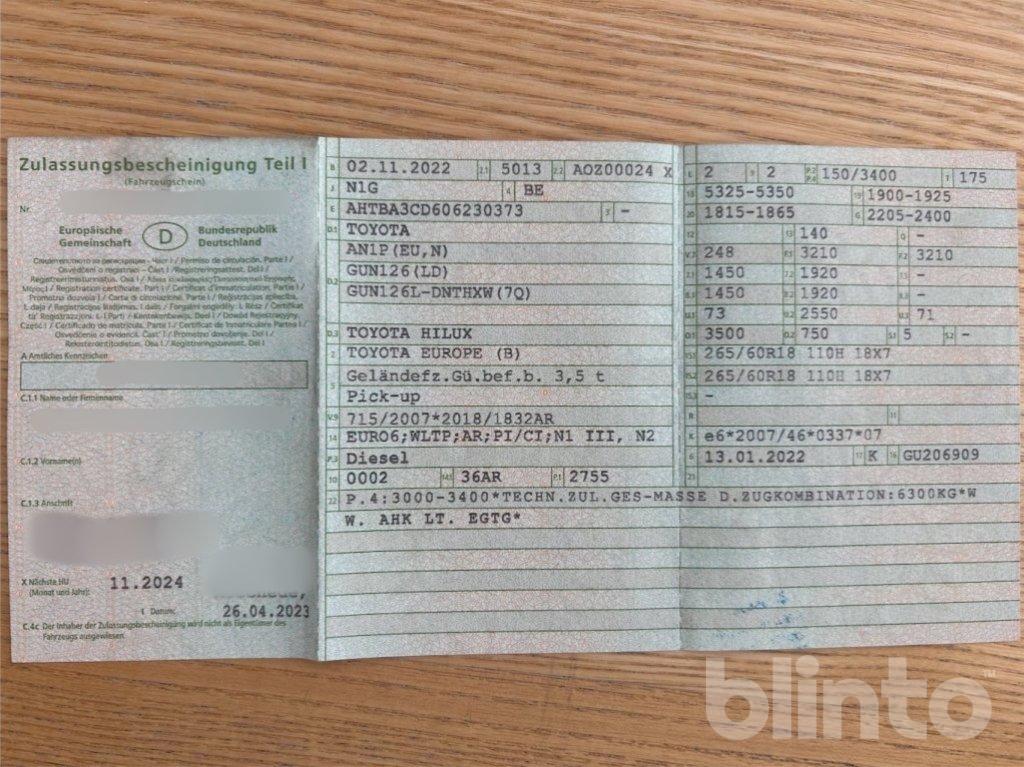 Zulassungsbescheinigung Teil I
(Fahrzeugschein)
Nr.
Europäische Gemeinschaft
D
Bundesrepublik Deutschland
A Amtliches Kennzeichen
C.1.1 Name oder Firmenname
C.1.2 Vorname(n)
C.1.3 Anschrift
X Nächste HU
(Monat und Jahr):
11.2024
I Datum:
26.04.2023
C.4c Der Inhaber der Zulassungsbescheinigung wird nicht als Eigentümer des
Fahrzeugs ausgewiesen.
B 02.11.2022 2.1 5013 2.2 AOZ00024 X
J N1G 4 BE
E AHTBA3CD606230373 3 -
D.1 TOYOTA
AN1P(EU,N)
D.2 GUN126(LD)
GUN126L-DNTHXW(7Q)
D.3 TOYOTA HILUX
2 TOYOTA EUROPE (B)
5 Geländefz.Gü.bef.b. 3,5 t
Pick-up
V.9 715/2007*2018/1832AR
14 EURO6;WLTP;AR;PI/CI;N1 III, N2
P.3 Diesel
10 0002 14.1 36AR P.1 2755
22 P.4:3000-3400*TECHN.ZUL.GES-MASSE D.ZUGKOMBINATION:6300KG*W
W. AHK LT. EGTG*
L 2 9 2 P.2 P.4 150/3400 T 175
18 5325-5350 19 1900-1925
20 1815-1865 G 2205-2400
12 13 140 Q -
V.7 248 F.1 3210 F.2 3210
7.1 1450 7.2 1920 7.3 -
8.1 1450 8.2 1920 8.3 -
U.1 73 U.2 2550 U.3 71
O.1 3500 O.2 750 S.1 5 S.2 -
15.1 265/60R18 110H 18X7
15.2 265/60R18 110H 18X7
15.3 -
R 11
K e6*2007/46*0337*07
6 13.01.2022 17 K 16 GU206909
21
blinto™